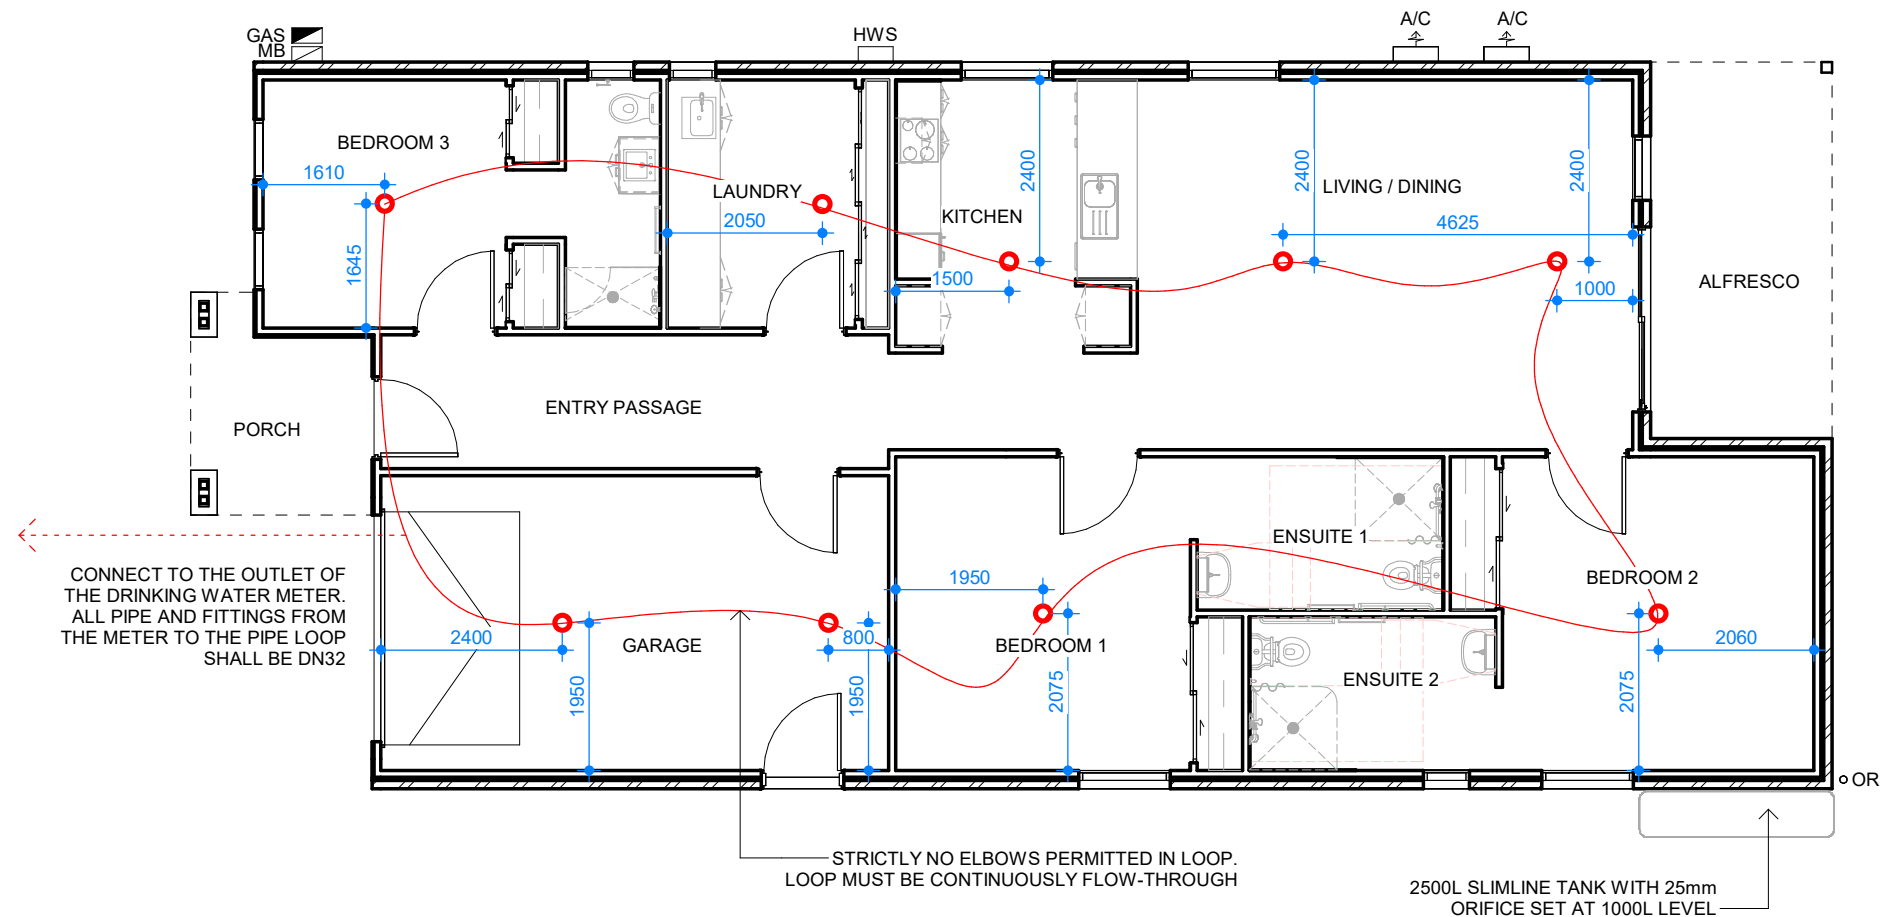 A/C
A/C
GAS
MB
HWS
BEDROOM 3
1610
1645
LAUNDRY
2050
KITCHEN
2400
1500
2400
LIVING / DINING
2400
4625
1000
ALFRESCO
PORCH
ENTRY PASSAGE
CONNECT TO THE OUTLET OF
THE DRINKING WATER METER.
ALL PIPE AND FITTINGS FROM
THE METER TO THE PIPE LOOP
SHALL BE DN32
2400
1950
GARAGE
800
1950
1950
BEDROOM 1
2075
ENSUITE 1
ENSUITE 2
BEDROOM 2
2060
2075
OR
STRICTLY NO ELBOWS PERMITTED IN LOOP.
LOOP MUST BE CONTINUOUSLY FLOW-THROUGH
2500L SLIMLINE TANK WITH 25mm
ORIFICE SET AT 1000L LEVEL